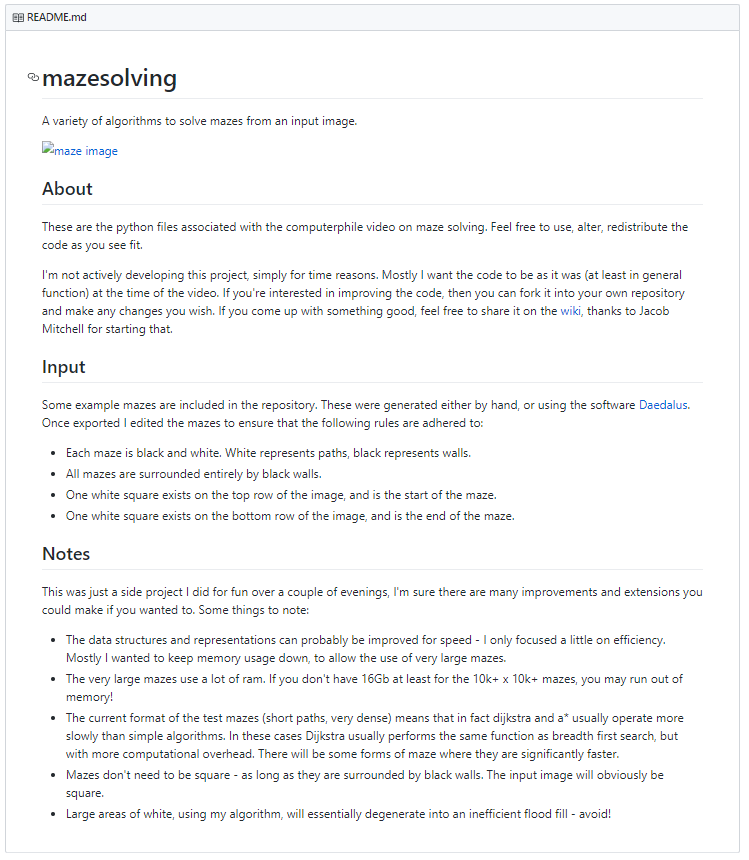 README.md
mazesolving
A variety of algorithms to solve mazes from an input image.
maze image
About
These are the python files associated with the computerphile video on maze solving. Feel free to use, alter, redistribute the
code as you see fit.
I'm not actively developing this project, simply for time reasons. Mostly I want the code to be as it was (at least in general
function) at the time of the video. If you're interested in improving the code, then you can fork it into your own repository
and make any changes you wish. If you come up with something good, feel free to share it on the wiki, thanks to Jacob
Mitchell for starting that.
Input
Some example mazes are included in the repository. These were generated either by hand, or using the software Daedalus.
Once exported I edited the mazes to ensure that the following rules are adhered to:
• Each maze is black and white. White represents paths, black represents walls.
• All mazes are surrounded entirely by black walls.
• One white square exists on the top row of the image, and is the start of the maze.
• One white square exists on the bottom row of the image, and is the end of the maze.
Notes
This was just a side project I did for fun over a couple of evenings, I'm sure there are many improvements and extensions you
could make if you wanted to. Some things to note:
• The data structures and representations can probably be improved for speed - I only focused a little on efficiency.
Mostly I wanted to keep memory usage down, to allow the use of very large mazes.
• The very large mazes use a lot of ram. If you don't have 16Gb at least for the 10k+ x 10k+ mazes, you may run out of
memory!
• The current format of the test mazes (short paths, very dense) means that in fact dijkstra and a* usually operate more
slowly than simple algorithms. In these cases Dijkstra usually performs the same function as breadth first search, but
with more computational overhead. There will be some forms of maze where they are significantly faster.
• Mazes don't need to be square - as long as they are surrounded by black walls. The input image will obviously be
square.
• Large areas of white, using my algorithm, will essentially degenerate into an inefficient flood fill - avoid!